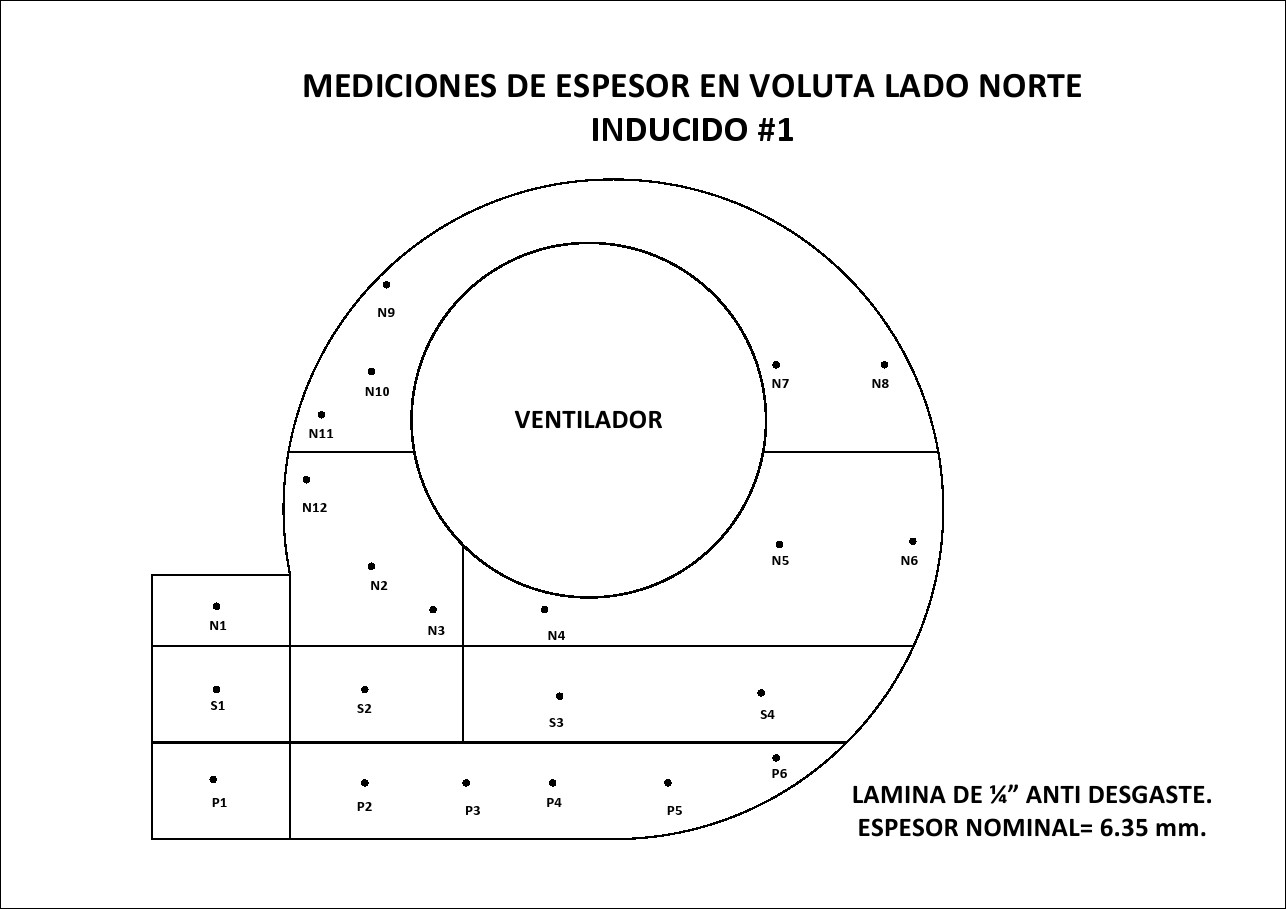 MEDICIONES DE ESPESOR EN VOLUTA LADO NORTE
INDUCIDO #1
N9
N7
N8
N10
VENTILADOR
N11
N12
N5
N6
N2
N1
N3
N4
S1
S2
S3
S4
P6
P1
P2
P3
P4
P5
LAMINA DE ¼” ANTI DESGASTE.
ESPESOR NOMINAL= 6.35 mm.